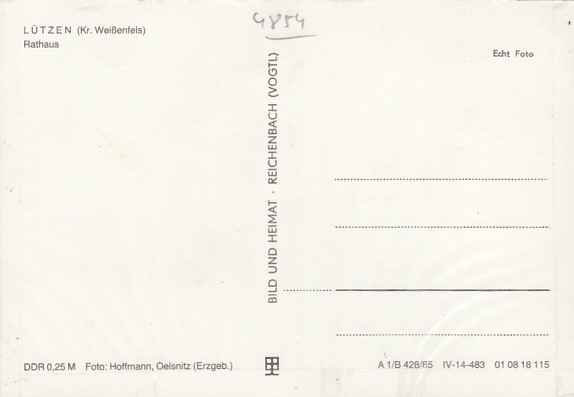 4854
LÜTZEN (Kr. Weißenfels)
Rathaus
Echt Foto
BILD UND HEIMAT · REICHENBACH (VOGTL)
DDR 0,25 M Foto: Hoffmann, Oelsnitz (Erzgeb.)
A 1/B 428/85 IV-14-483 01 08 18 115